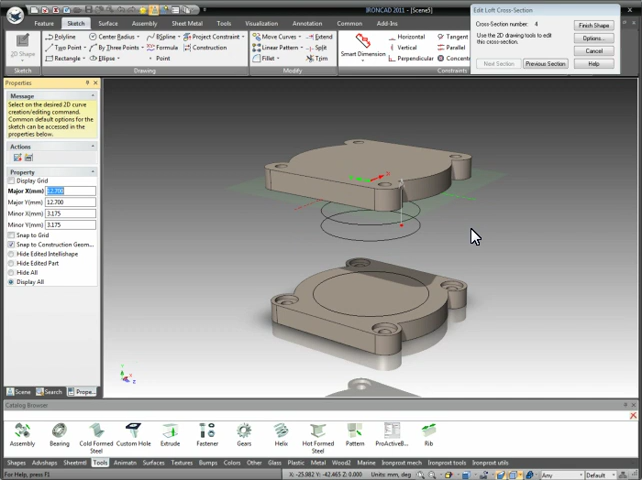 IRONCAD 2011 - [Scene5]
Feature
Sketch
Surface
Assembly
Sheet Metal
Tools
Visualization
Annotation
Common
Add-Ins
2D Shape
Sketch
Polyline
Two Point
Rectangle
Center Radius
By Three Points
Ellipse
BSpline
Formula
Point
Project Constraint
Construction
Drawing
Move Curves
Linear Pattern
Fillet
Extend
Split
Trim
Modify
Smart Dimension
Horizontal
Vertical
Perpendicular
Tangent
Constraints
Edit Loft Cross-Section
Cross-Section number: 4
Use the 2D drawing tools to edit
this cross-section.
Next Section
Previous Section
Finish Shape
Options...
Cancel
Help
Properties
Message
Select on the desired 2D curve
creation/editing command.
Common default options for
the sketch can be accessed in
the properties below.
Actions
Property
Display Grid
Major X(mm)
Major Y(mm) 12.700
Minor X(mm) 3.175
Minor Y(mm) 3.175
Snap to Grid
Snap to Construction Geom...
Hide Edited Intellishape
Hide Edited Part
Hide All
Display All
Scene
Search
Prope...
Catalog Browser
Assembly
Bearing
Cold Formed Steel
Custom Hole
Extrude
Fastener
Gears
Helix
Hot Formed Steel
Pattern
ProActiveB...
Rib
Shapes
Advshaps
Sheetmtl
Tools
Animatn
Surfaces
Textures
Bumps
Colors
Other
Glass
Plastic
Metal
Wood2
Marble
Ironprod mech
Ironprod tools
Ironprod utils
For Help, press F1
Units: mm, deg
Any
Default